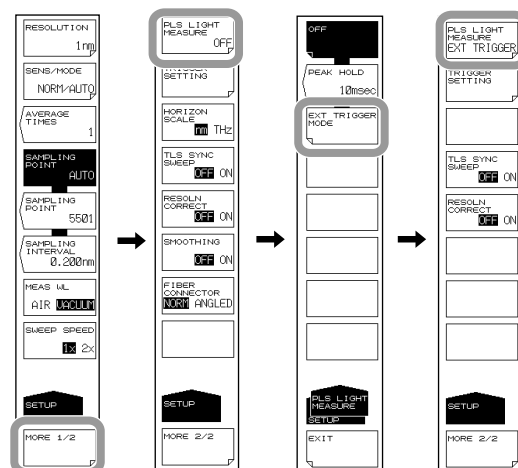 RESOLUTION
1nm
SENS/MODE
NORM/AUTO
AVERAGE
TIMES
1
SAMPLING
POINT
AUTO
SAMPLING
POINT
5501
SAMPLING
INTERVAL
0.200nm
MEAS WL
AIR VACUUM
SWEEP SPEED
1x 2x
SETUP
MORE 1/2
PLS LIGHT
MEASURE
OFF
TRIGGER
SETTING
HORIZON
SCALE
nm THz
TLS SYNC
SWEEP
OFF ON
RESOLN
CORRECT
OFF ON
SMOOTHING
OFF ON
FIBER
CONNECTOR
NORM ANGLED
SETUP
MORE 2/2
OFF
PEAK HOLD
10msec
EXT TRIGGER
MODE
PLS LIGHT
MEASURE
SETUP
EXIT
PLS LIGHT
MEASURE
EXT TRIGGER
TRIGGER
SETTING
TLS SYNC
SWEEP
OFF ON
RESOLN
CORRECT
OFF ON
SETUP
MORE 2/2